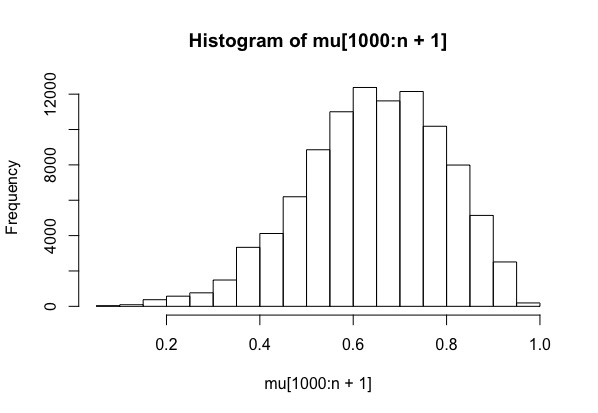 Histogram of mu[1000:n + 1]
12000
8000
4000
0
Frequency
0.2 0.4 0.6 0.8 1.0
mu[1000:n + 1]